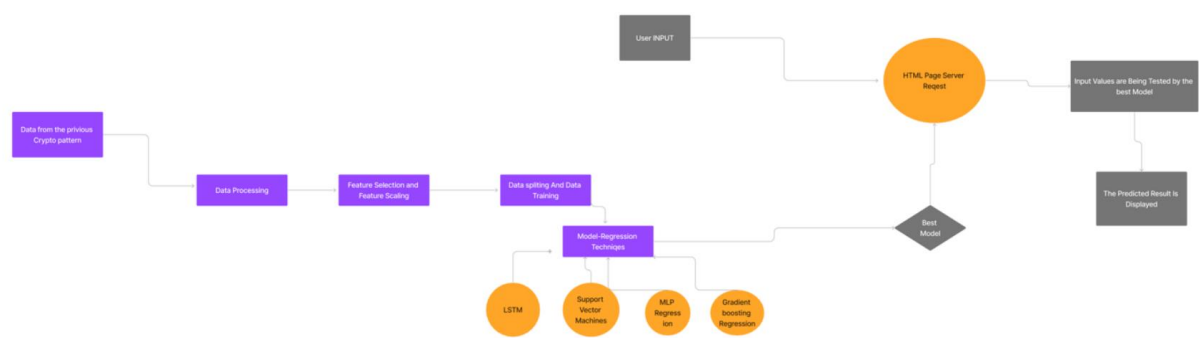 User INPUT
HTML Page Server
Reqest
Input Values are Being Tested by the
best Model
Data from the privious
Crypto pattern
Data Processing
Feature Selection and
Feature Scaling
Data spliting And Data
Training
The Predicted Result Is
Displayed
Best
Model
Model-Regression
Techniqes
LSTM
Support
Vector
Machines
MLP
Regress
ion
Gradient
boosting
Regression